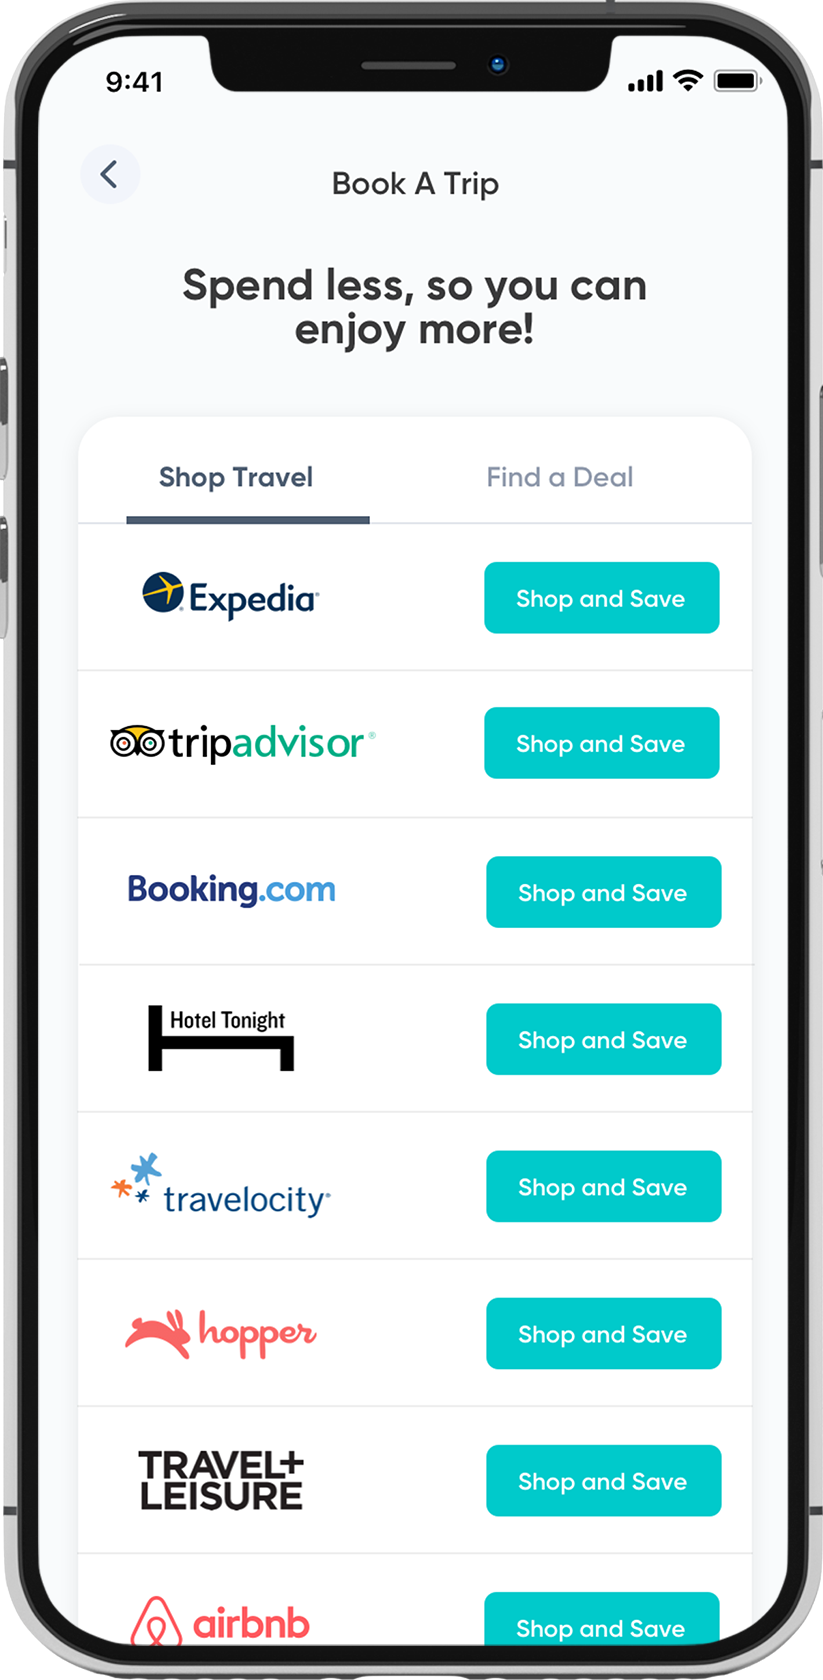 9:41
Book A Trip
Spend less, so you can
enjoy more!
Shop Travel
Find a Deal
Expedia®
Shop and Save
tripadvisor®
Shop and Save
Booking.com
Shop and Save
Hotel Tonight
Shop and Save
travelocity®
Shop and Save
hopper
Shop and Save
TRAVEL+
LEISURE
Shop and Save
airbnb
Shop and Save